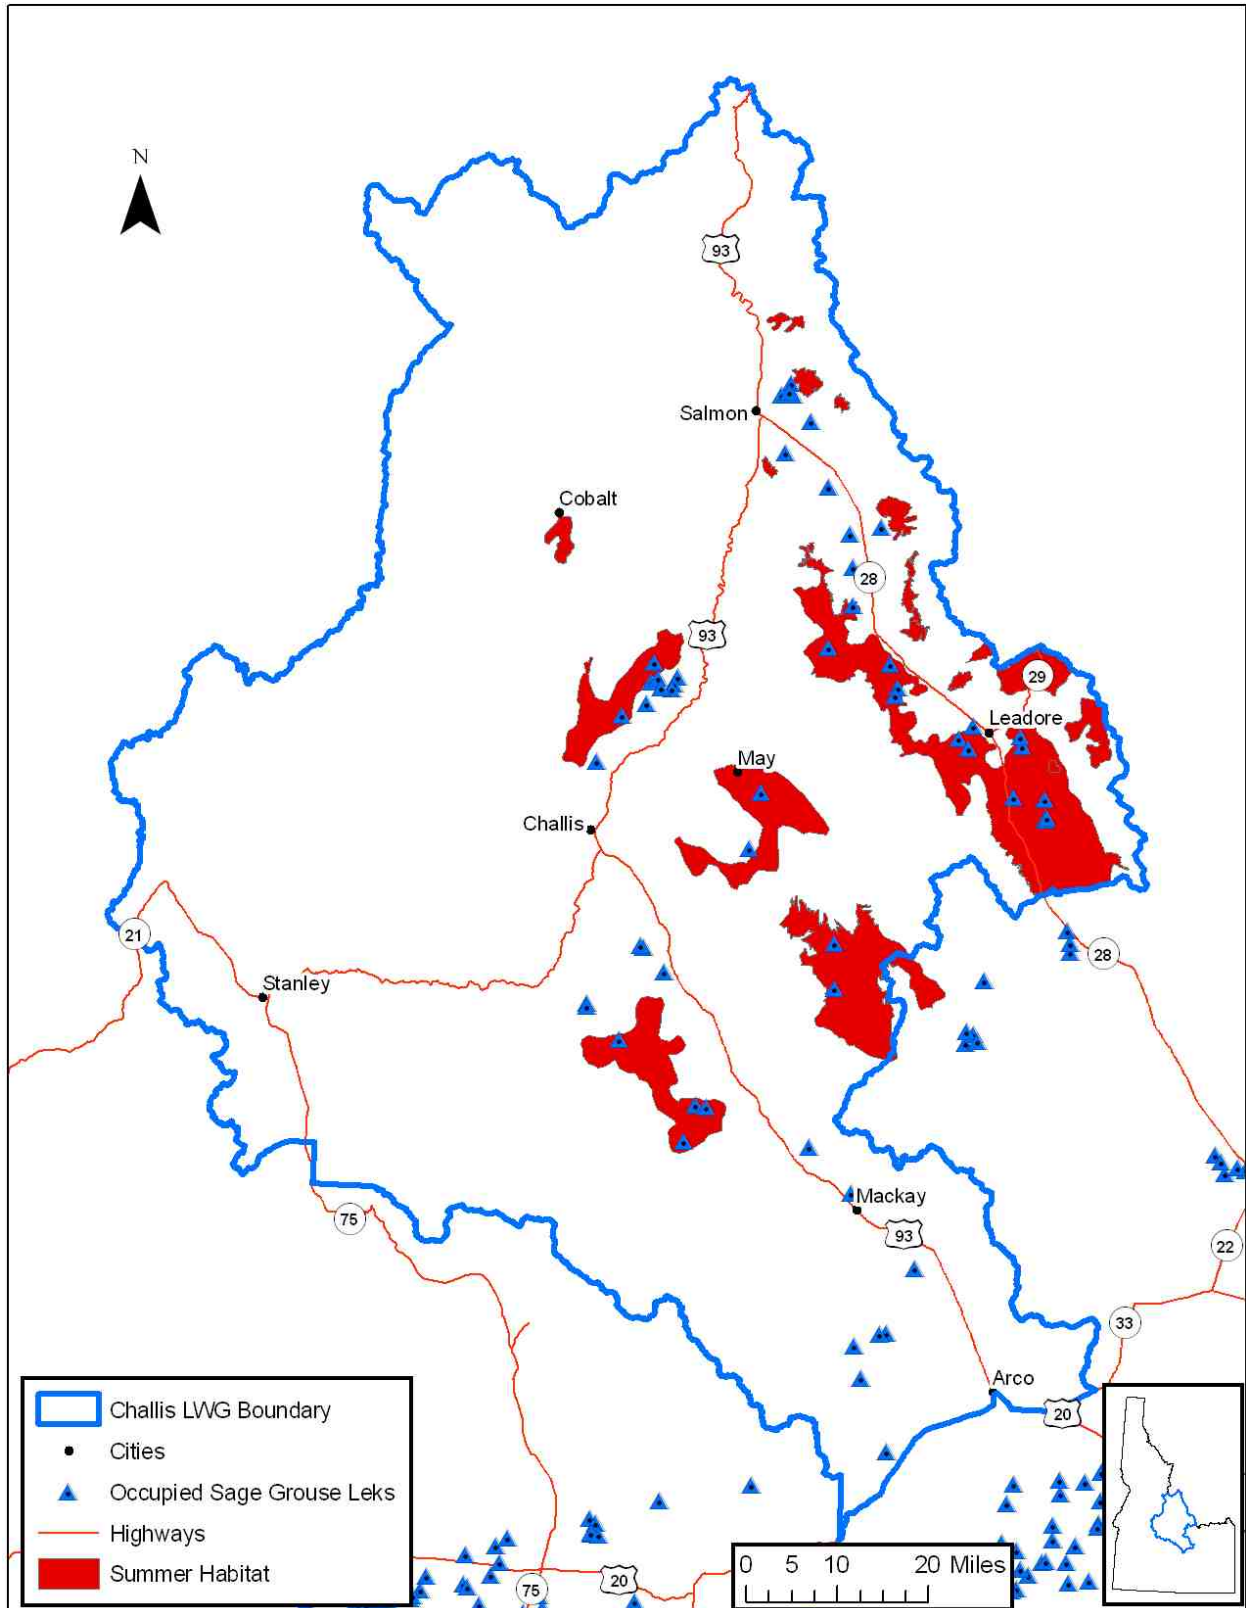 N
93
Salmon
Cobalt
28
93
29
Leadore
May
Challis
21
28
Stanley
Mackay
75
93
22
33
Arco
20
Challis LWG Boundary
Cities
Occupied Sage Grouse Leks
Highways
Summer Habitat
0 5 10 20 Miles
75
20